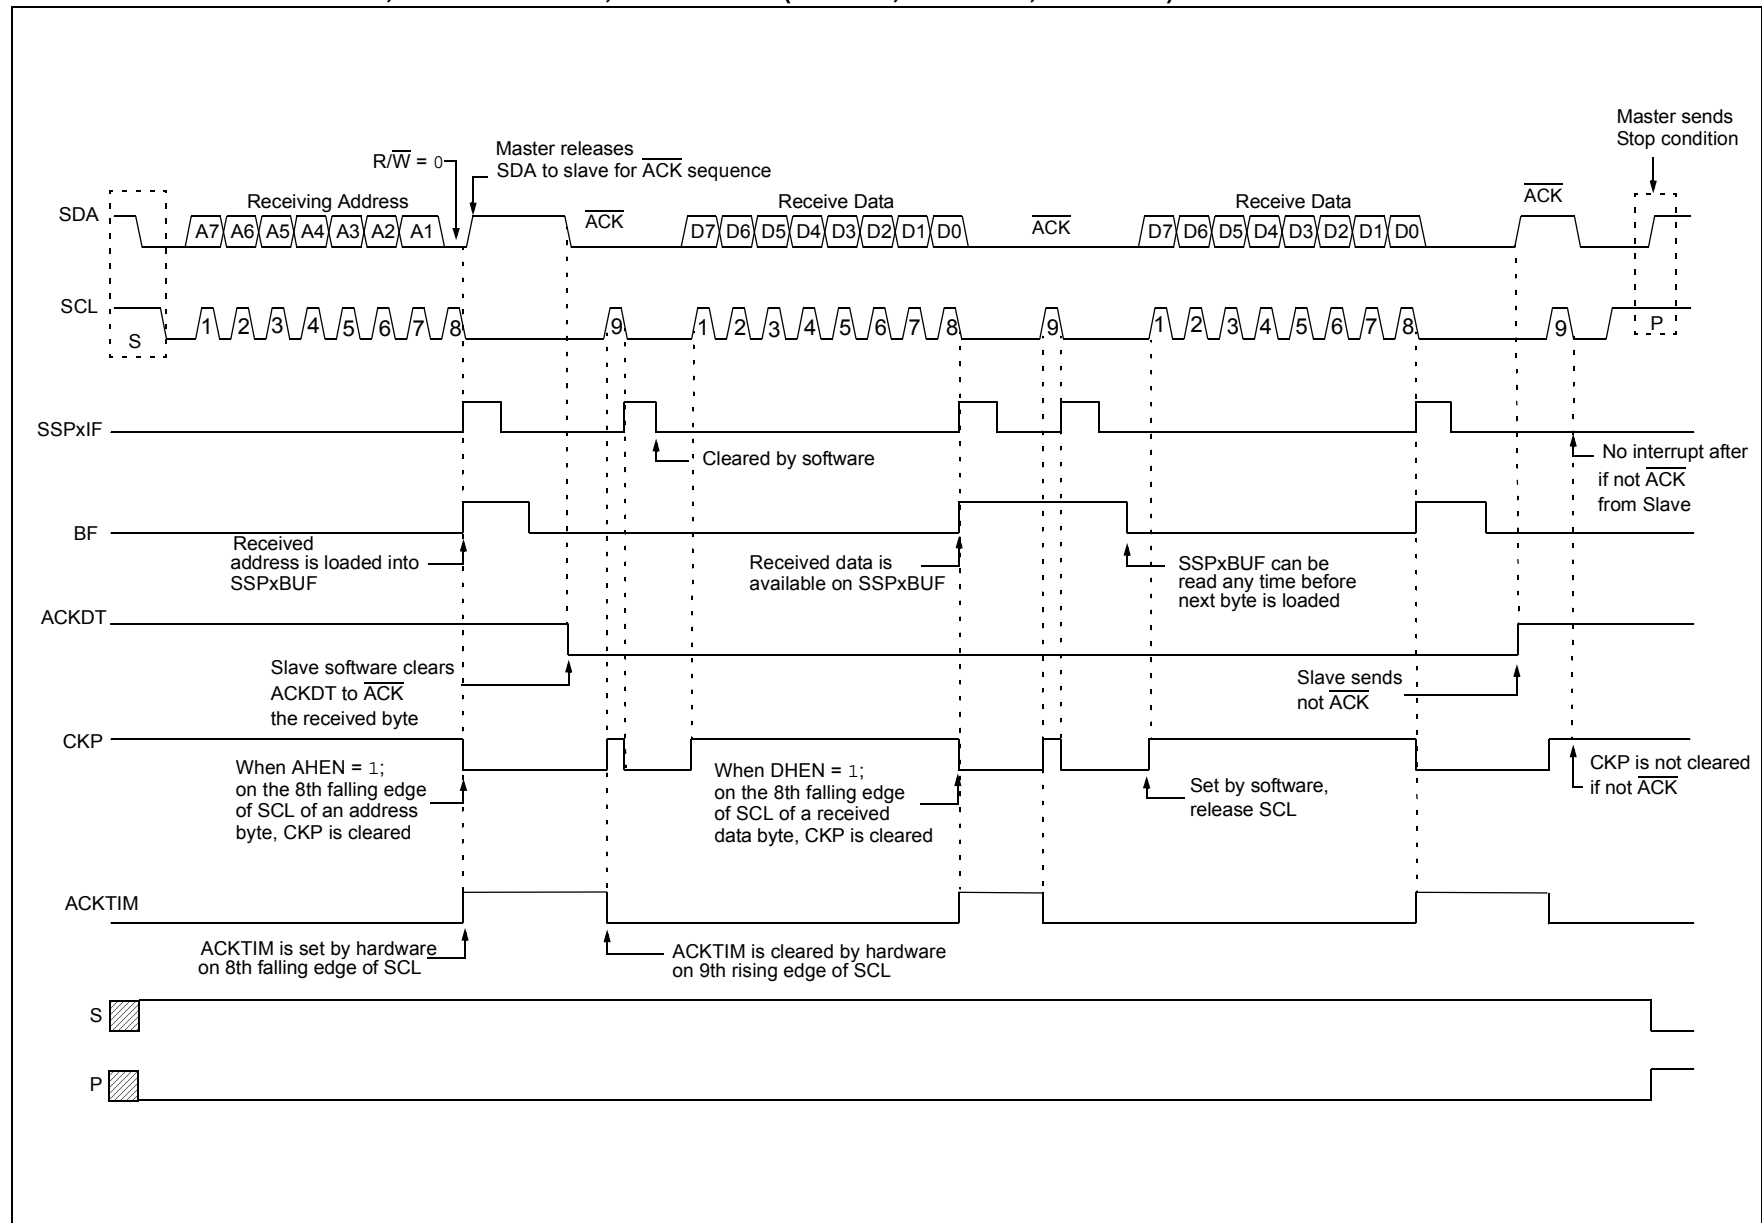 Master sends
Stop condition
Master releases
SDA to slave for ACK sequence
R/W = 0
Receiving Address
ACK
Receive Data
ACK
Receive Data
ACK
SDA
A7 A6 A5 A4 A3 A2 A1
D7 D6 D5 D4 D3 D2 D1 D0
D7 D6 D5 D4 D3 D2 D1 D0
SCL
S
1 2 3 4 5 6 7 8 9
1 2 3 4 5 6 7 8 9
1 2 3 4 5 6 7 8 9
P
SSPxIF
Cleared by software
No interrupt after
if not ACK
from Slave
BF
Received
address is loaded into
SSPxBUF
Received data is
available on SSPxBUF
SSPxBUF can be
read any time before
next byte is loaded
ACKDT
Slave software clears
ACKDT to ACK
the received byte
Slave sends
not ACK
CKP
When AHEN = 1;
on the 8th falling edge
of SCL of an address
byte, CKP is cleared
When DHEN = 1;
on the 8th falling edge
of SCL of a received
data byte, CKP is cleared
Set by software,
release SCL
CKP is not cleared
if not ACK
ACKTIM
ACKTIM is set by hardware
on 8th falling edge of SCL
ACKTIM is cleared by hardware
on 9th rising edge of SCL
S
P